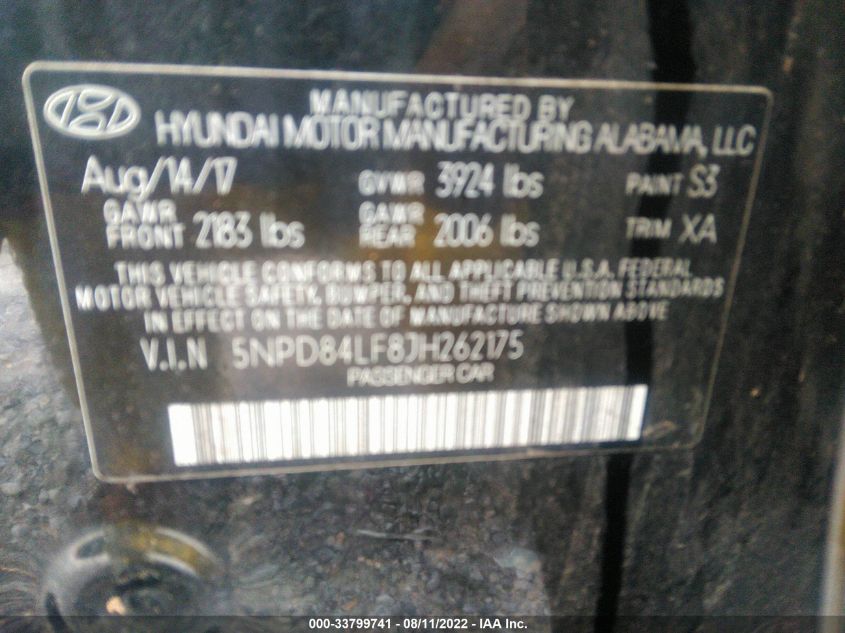 MANUFACTURED BY
HYUNDAI MOTOR MANUFACTURING ALABAMA, LLC
Aug/14/17 GVWR 3924 lbs PAINT S3
GAWR FRONT 2183 lbs GAWR REAR 2006 lbs TRIM XA
THIS VEHICLE CONFORMS TO ALL APPLICABLE U.S.A. FEDERAL
MOTOR VEHICLE SAFETY, BUMPER, AND THEFT PREVENTION STANDARDS
IN EFFECT ON THE DATE OF MANUFACTURE SHOWN ABOVE
V.I.N 5NPD84LF8JH262175
PASSENGER CAR
000-33799741 - 08/11/2022 - IAA Inc.